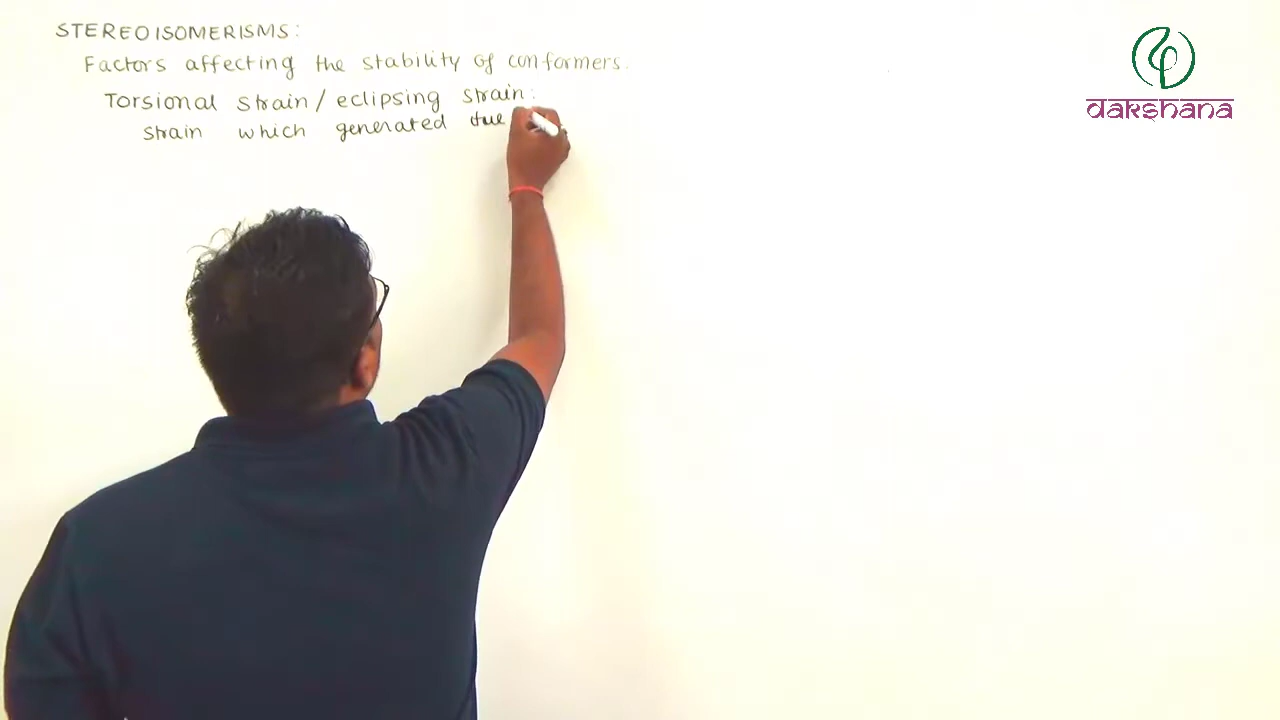 STEREOISOMERISMS:
Factors affecting the stability of conformers.
Torsional strain/eclipsing strain:
strain which generated due
dakshana